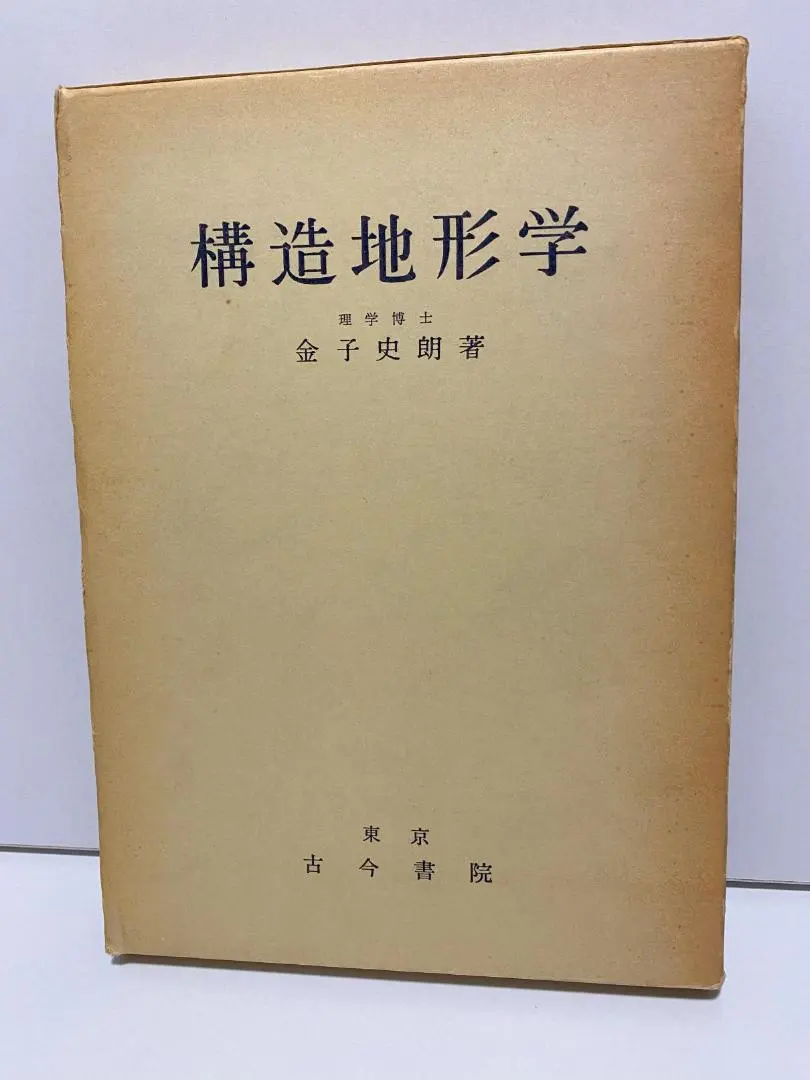 構造地形学
理学博士
金子史朗著
東京
古今書院